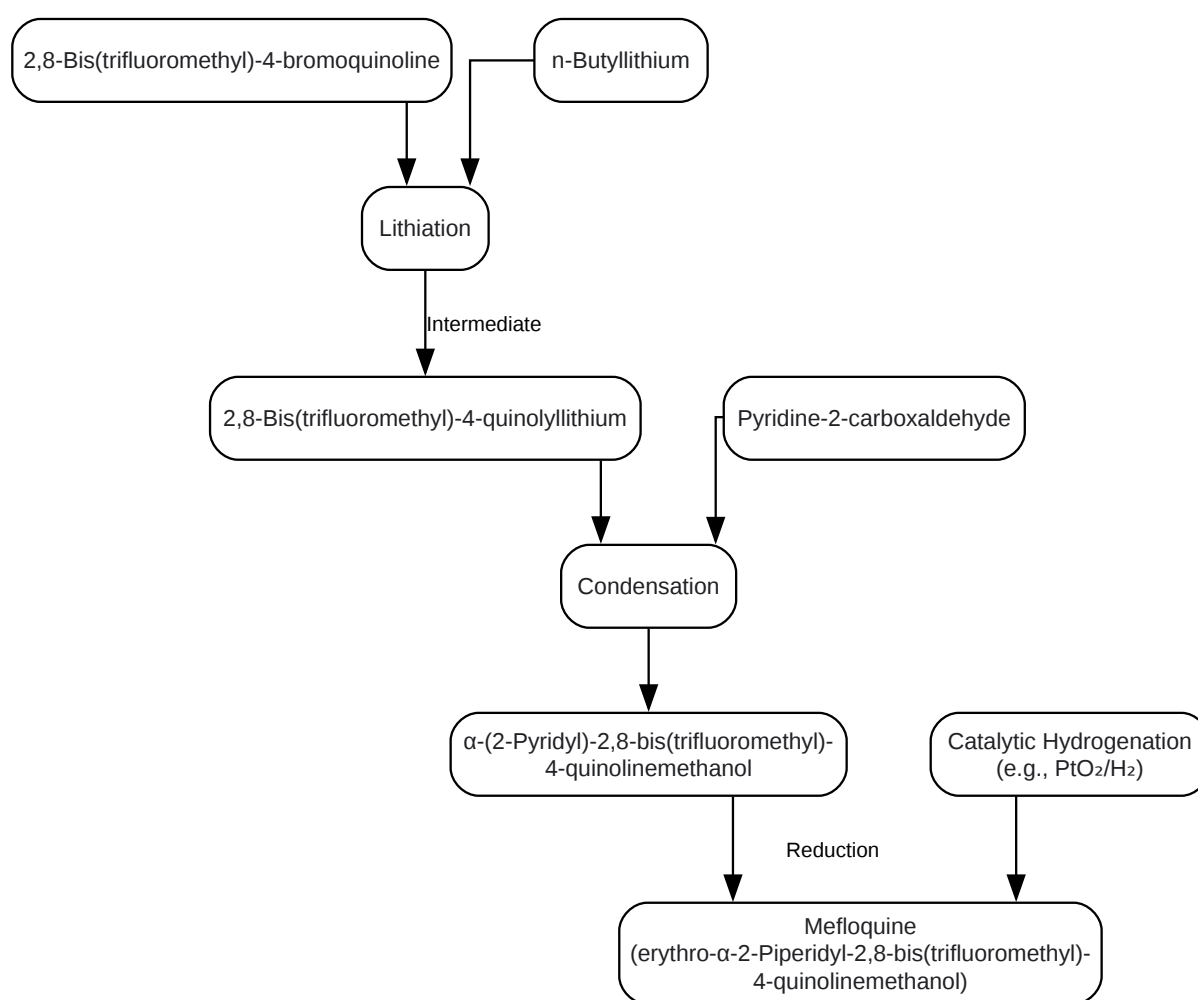 2,8-Bis(trifluoromethyl)-4-bromoquinoline
n-Butyllithium
Lithiation
Intermediate
2,8-Bis(trifluoromethyl)-4-quinolyllithium
Pyridine-2-carboxaldehyde
Condensation
α-(2-Pyridyl)-2,8-bis(trifluoromethyl)-
4-quinolinemethanol
Catalytic Hydrogenation
(e.g., PtO₂/H₂)
Reduction
Mefloquine
(erythro-α-2-Piperidyl-2,8-bis(trifluoromethyl)-
4-quinolinemethanol)